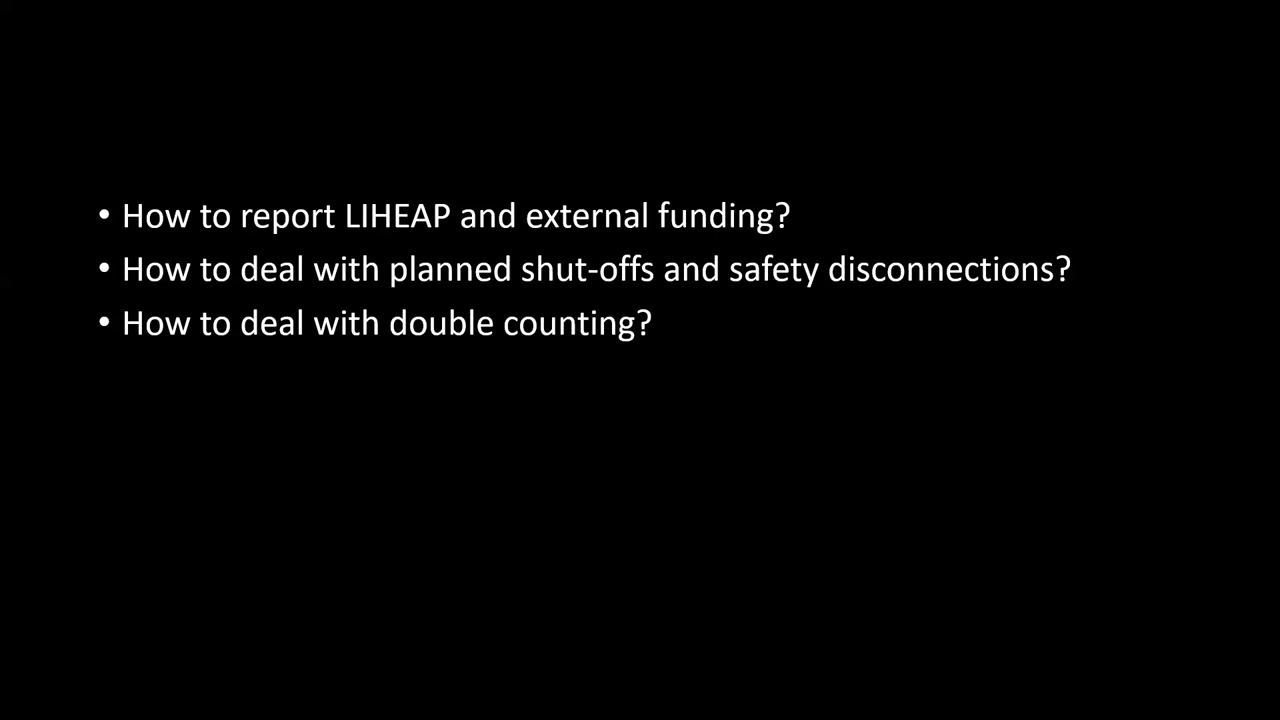 • How to report LIHEAP and external funding?
• How to deal with planned shut-offs and safety disconnections?
• How to deal with double counting?